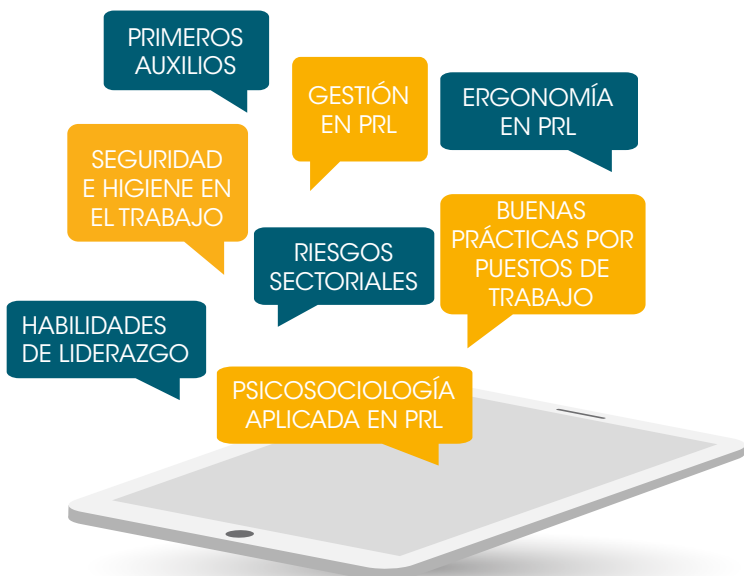 PRIMEROS
AUXILIOS
GESTIÓN
EN PRL
ERGONOMÍA
EN PRL
SEGURIDAD
E HIGIENE EN
EL TRABAJO
BUENAS
PRÁCTICAS POR
PUESTOS DE
TRABAJO
RIESGOS
SECTORIALES
HABILIDADES
DE LIDERAZGO
PSICOSOCIOLOGÍA
APLICADA EN PRL